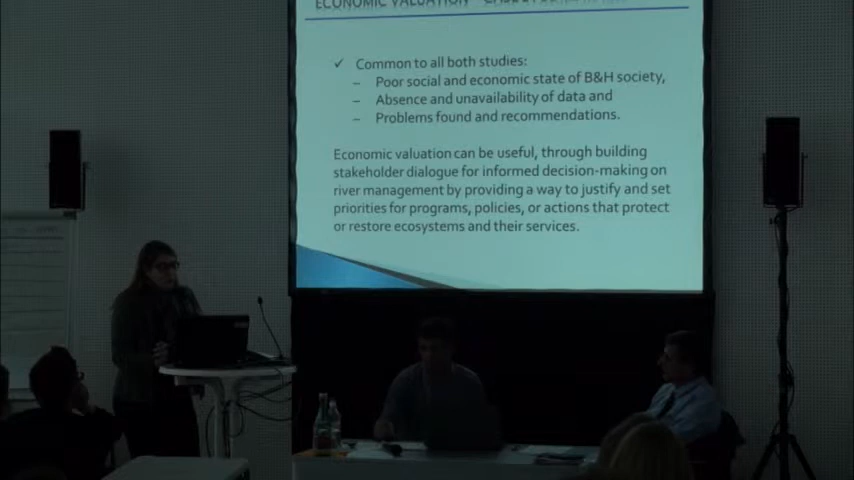 ECONOMIC VALUATION –
✓ Common to all both studies:
– Poor social and economic state of B&H society,
– Absence and unavailability of data and
– Problems found and recommendations.
Economic valuation can be useful, through building
stakeholder dialogue for informed decision-making on
river management by providing a way to justify and set
priorities for programs, policies, or actions that protect
or restore ecosystems and their services.